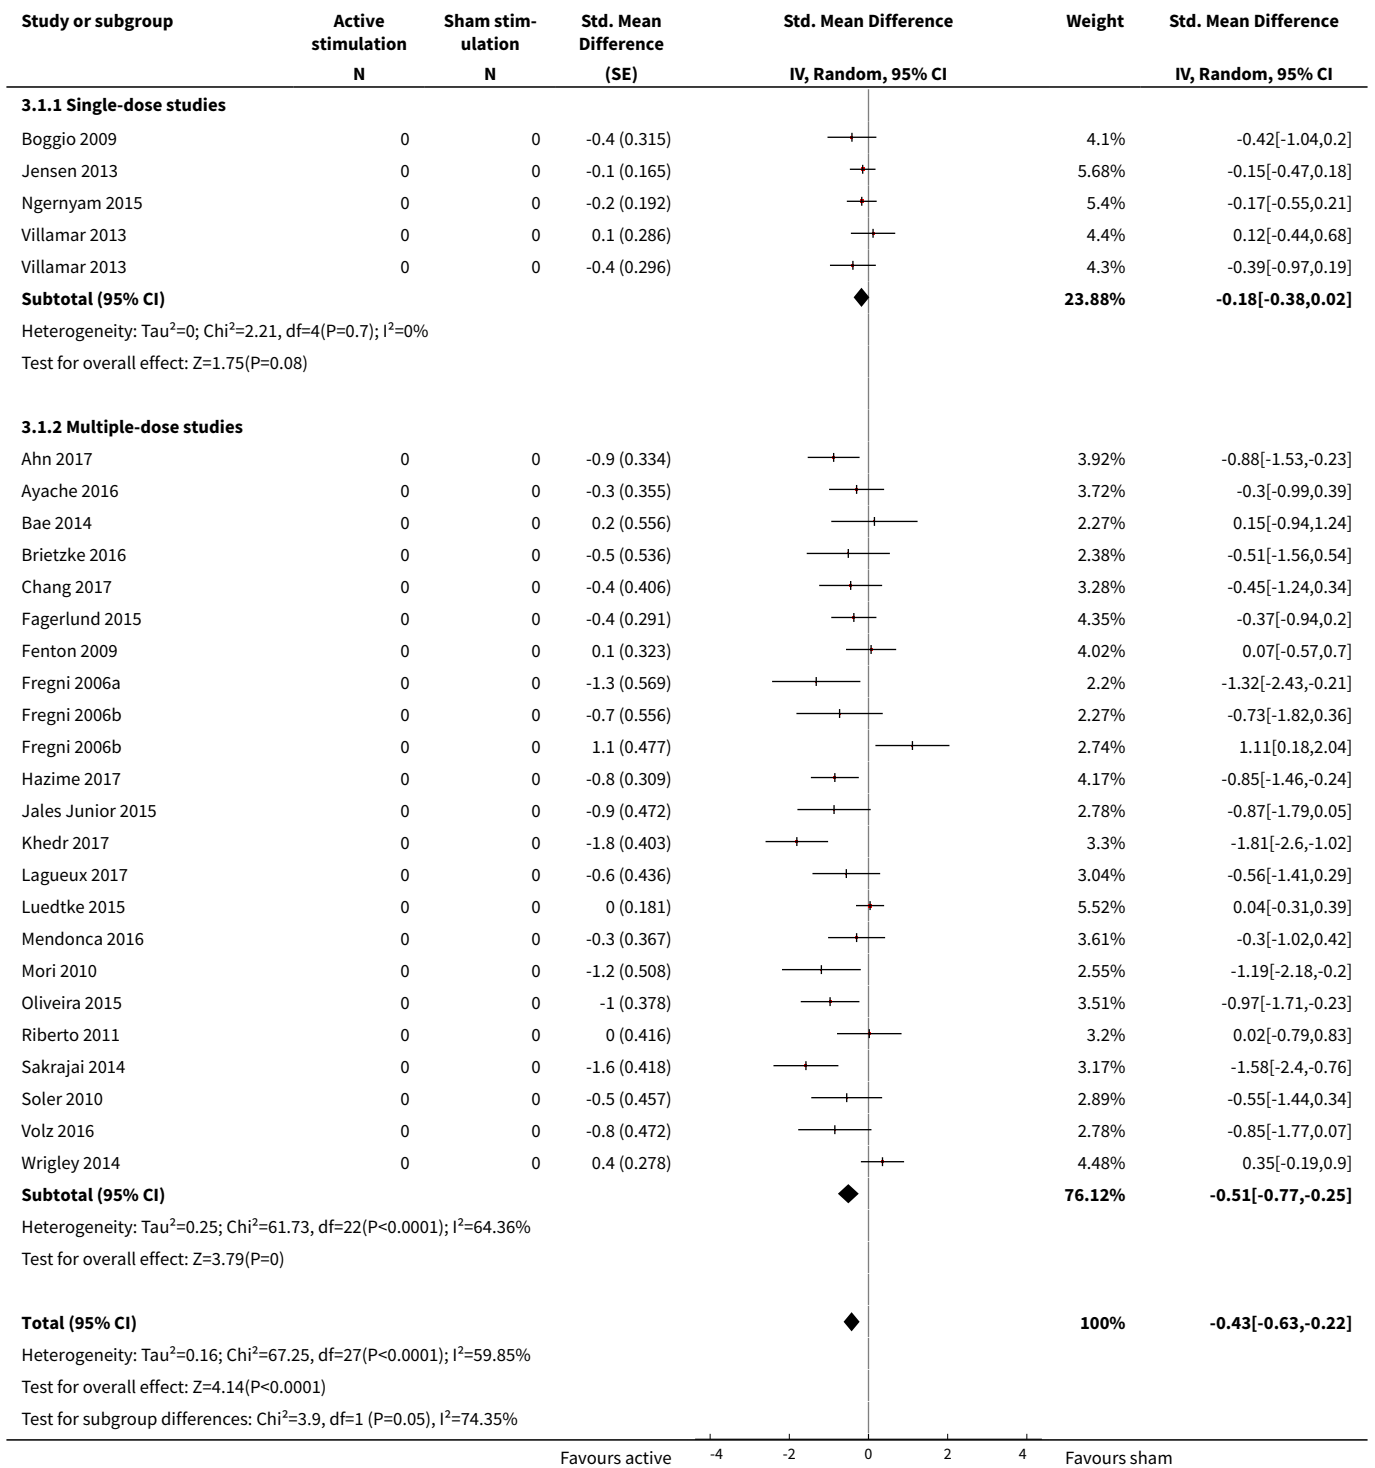 Study or subgroup Active stimulation Sham stim-ulation Std. Mean Difference Std. Mean Difference Weight Std. Mean Difference
N N (SE) IV, Random, 95% CI IV, Random, 95% CI
3.1.1 Single-dose studies
Boggio 2009 0 0 -0.4 (0.315) 4.1% -0.42[-1.04,0.2]
Jensen 2013 0 0 -0.1 (0.165) 5.68% -0.15[-0.47,0.18]
Ngernyam 2015 0 0 -0.2 (0.192) 5.4% -0.17[-0.55,0.21]
Villamar 2013 0 0 0.1 (0.286) 4.4% 0.12[-0.44,0.68]
Villamar 2013 0 0 -0.4 (0.296) 4.3% -0.39[-0.97,0.19]
Subtotal (95% CI) 23.88% -0.18[-0.38,0.02]
Heterogeneity: Tau²=0; Chi²=2.21, df=4(P=0.7); I²=0%
Test for overall effect: Z=1.75(P=0.08)
3.1.2 Multiple-dose studies
Ahn 2017 0 0 -0.9 (0.334) 3.92% -0.88[-1.53,-0.23]
Ayache 2016 0 0 -0.3 (0.355) 3.72% -0.3[-0.99,0.39]
Bae 2014 0 0 0.2 (0.556) 2.27% 0.15[-0.94,1.24]
Brietzke 2016 0 0 -0.5 (0.536) 2.38% -0.51[-1.56,0.54]
Chang 2017 0 0 -0.4 (0.406) 3.28% -0.45[-1.24,0.34]
Fagerlund 2015 0 0 -0.4 (0.291) 4.35% -0.37[-0.94,0.2]
Fenton 2009 0 0 0.1 (0.323) 4.02% 0.07[-0.57,0.7]
Fregni 2006a 0 0 -1.3 (0.569) 2.2% -1.32[-2.43,-0.21]
Fregni 2006b 0 0 -0.7 (0.556) 2.27% -0.73[-1.82,0.36]
Fregni 2006b 0 0 1.1 (0.477) 2.74% 1.11[0.18,2.04]
Hazime 2017 0 0 -0.8 (0.309) 4.17% -0.85[-1.46,-0.24]
Jales Junior 2015 0 0 -0.9 (0.472) 2.78% -0.87[-1.79,0.05]
Khedr 2017 0 0 -1.8 (0.403) 3.3% -1.81[-2.6,-1.02]
Lagueux 2017 0 0 -0.6 (0.436) 3.04% -0.56[-1.41,0.29]
Luedtke 2015 0 0 0 (0.181) 5.52% 0.04[-0.31,0.39]
Mendonca 2016 0 0 -0.3 (0.367) 3.61% -0.3[-1.02,0.42]
Mori 2010 0 0 -1.2 (0.508) 2.55% -1.19[-2.18,-0.2]
Oliveira 2015 0 0 -1 (0.378) 3.51% -0.97[-1.71,-0.23]
Riberto 2011 0 0 0 (0.416) 3.2% 0.02[-0.79,0.83]
Sakrajai 2014 0 0 -1.6 (0.418) 3.17% -1.58[-2.4,-0.76]
Soler 2010 0 0 -0.5 (0.457) 2.89% -0.55[-1.44,0.34]
Volz 2016 0 0 -0.8 (0.472) 2.78% -0.85[-1.77,0.07]
Wrigley 2014 0 0 0.4 (0.278) 4.48% 0.35[-0.19,0.9]
Subtotal (95% CI) 76.12% -0.51[-0.77,-0.25]
Heterogeneity: Tau²=0.25; Chi²=61.73, df=22(P<0.0001); I²=64.36%
Test for overall effect: Z=3.79(P=0)
Total (95% CI) 100% -0.43[-0.63,-0.22]
Heterogeneity: Tau²=0.16; Chi²=67.25, df=27(P<0.0001); I²=59.85%
Test for overall effect: Z=4.14(P<0.0001)
Test for subgroup differences: Chi²=3.9, df=1 (P=0.05), I²=74.35%
Favours active -4 -2 0 2 4 Favours sham